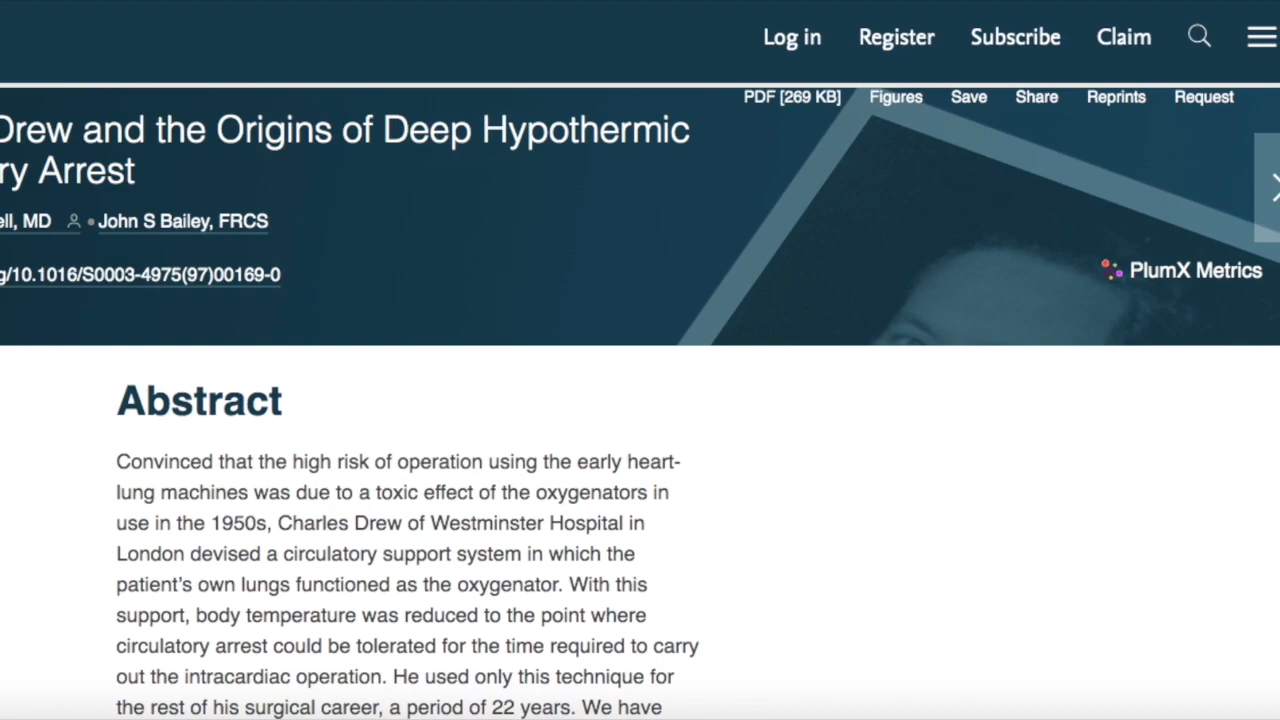 Log in Register Subscribe Claim
PDF [269 KB] Figures Save Share Reprints Request
Drew and the Origins of Deep Hypothermic
ry Arrest
ell, MD • John S Bailey, FRCS
g/10.1016/S0003-4975(97)00169-0
PlumX Metrics
Abstract
Convinced that the high risk of operation using the early heart-
lung machines was due to a toxic effect of the oxygenators in
use in the 1950s, Charles Drew of Westminster Hospital in
London devised a circulatory support system in which the
patient’s own lungs functioned as the oxygenator. With this
support, body temperature was reduced to the point where
circulatory arrest could be tolerated for the time required to carry
out the intracardiac operation. He used only this technique for
the rest of his surgical career, a period of 22 years. We have